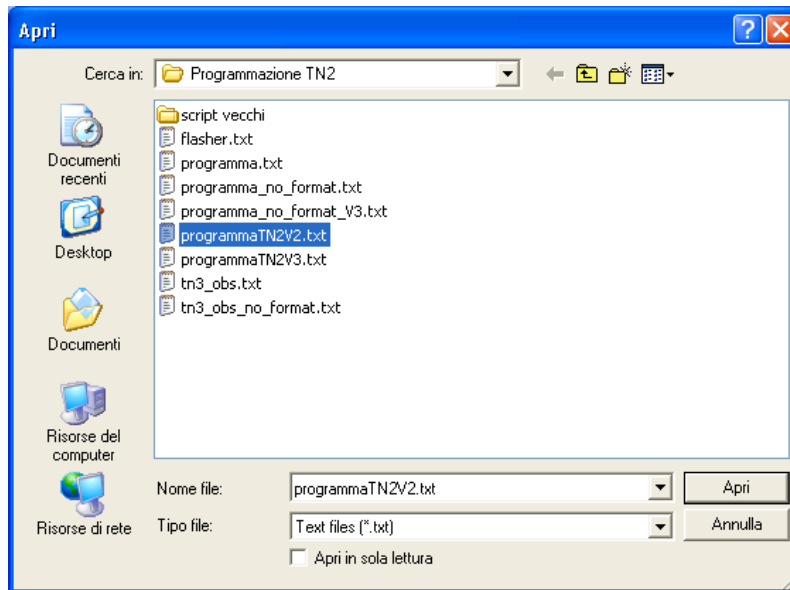 Apri
Cerca in: Programmazione TN2
Documenti
recenti
Desktop
Documenti
Risorse del
computer
Risorse di rete
script vecchi
flasher.txt
programma.txt
programma_no_format.txt
programma_no_format_V3.txt
programmaTN2V2.txt
programmaTN2V3.txt
tn3_obs.txt
tn3_obs_no_format.txt
Nome file: programmaTN2V2.txt Apri
Tipo file: Text files (*.txt) Annulla
Apri in sola lettura